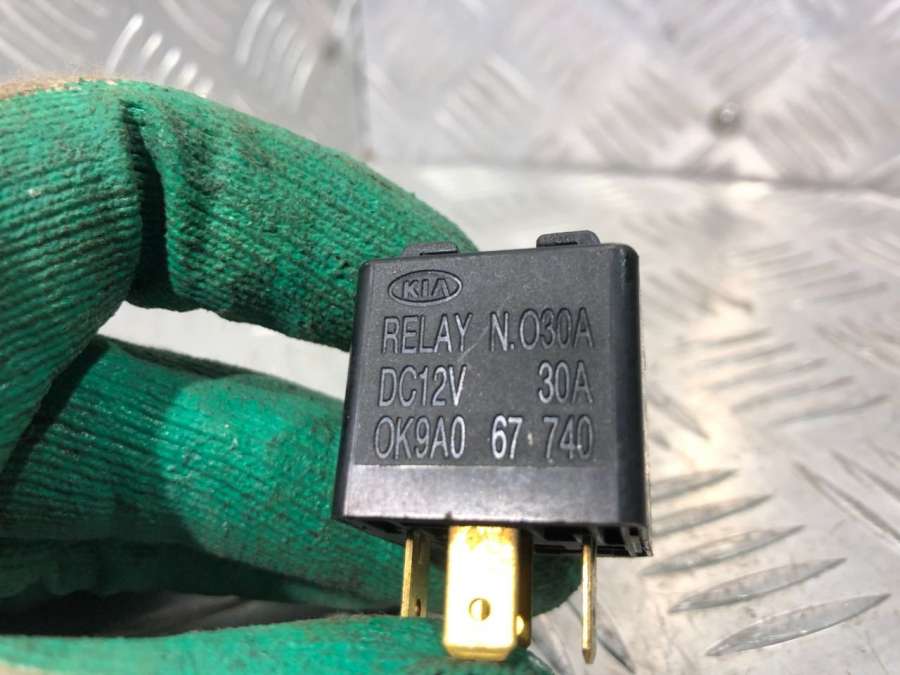 KIA
RELAY N.O30A
DC12V 30A
OK9A0 67 740